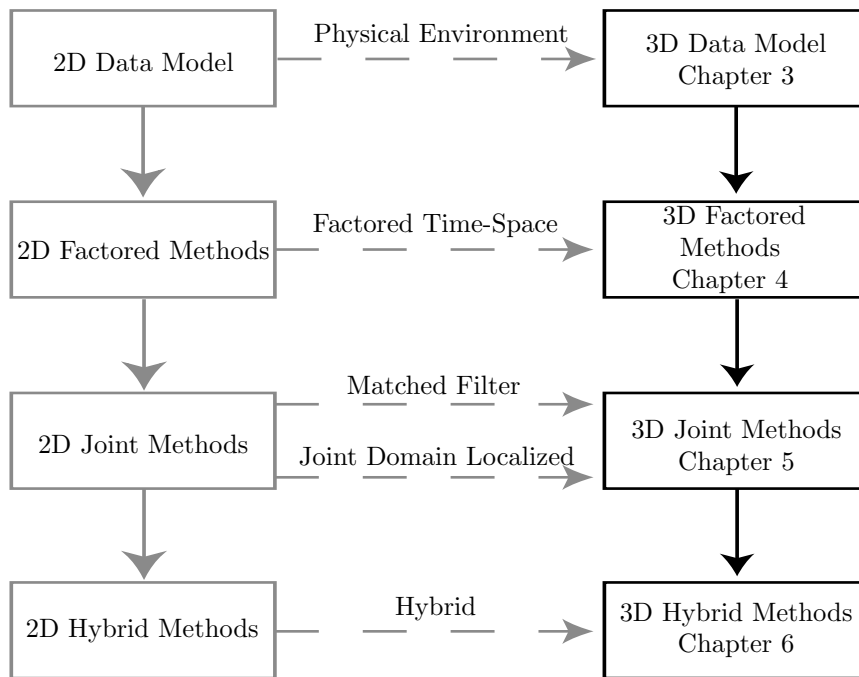 2D Data Model
Physical Environment
3D Data Model
Chapter 3
2D Factored Methods
Factored Time-Space
3D Factored
Methods
Chapter 4
2D Joint Methods
Matched Filter
Joint Domain Localized
3D Joint Methods
Chapter 5
2D Hybrid Methods
Hybrid
3D Hybrid Methods
Chapter 6